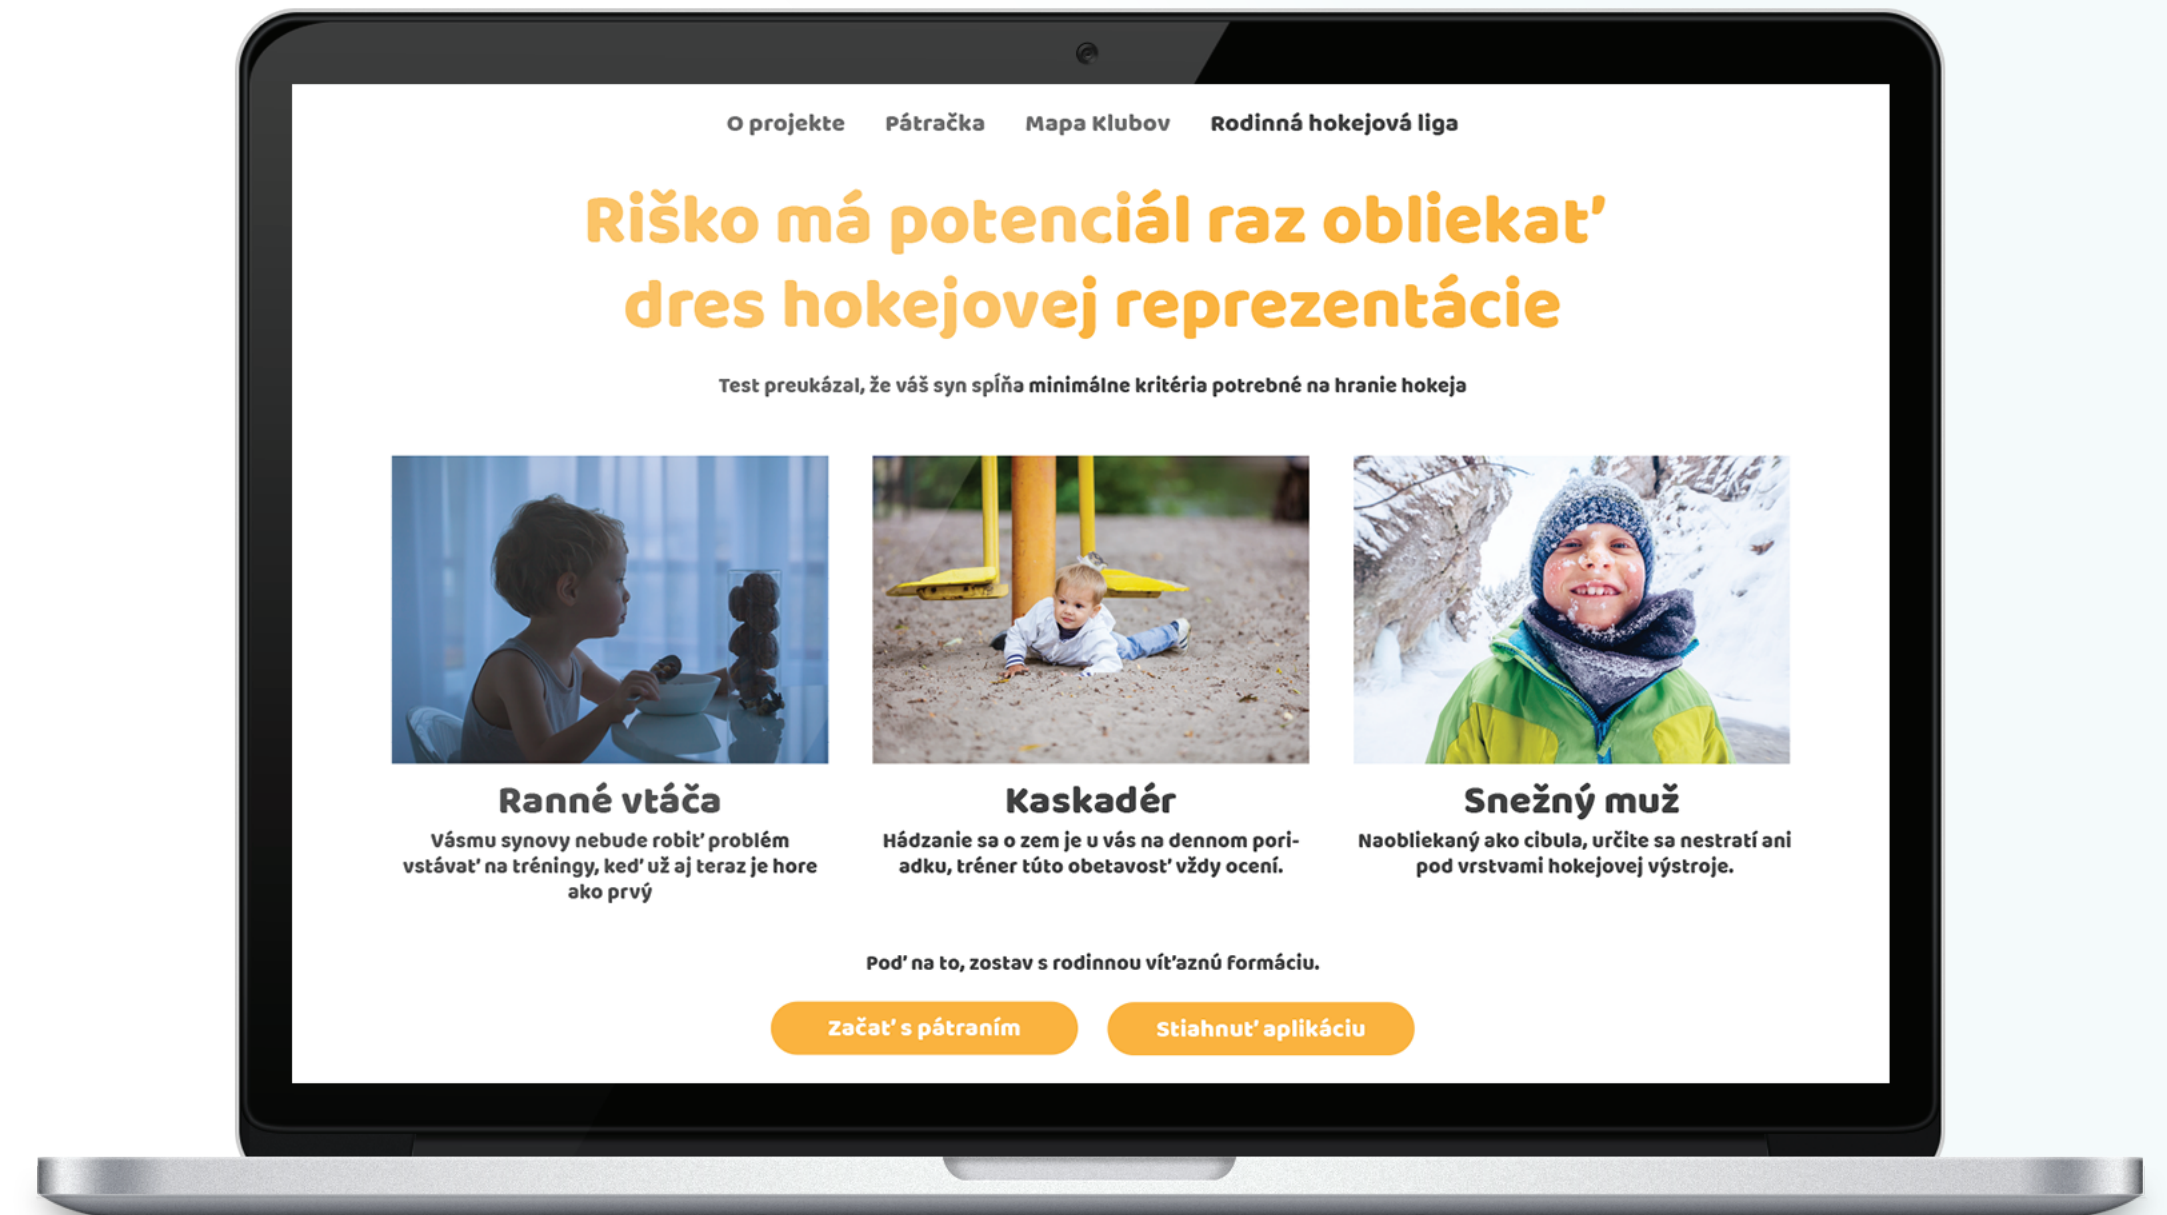 O projekte Pátračka Mapa Klubov Rodinná hokejová liga
Riško má potenciál raz obliekať
dres hokejovej reprezentácie
Test preukázal, že váš syn spĺňa minimálne kritéria potrebné na hranie hokeja
Ranné vtáča
Vásmu synovy nebude robiť problém
vstávať na tréningy, keď už aj teraz je hore
ako prvý
Kaskadér
Hádzanie sa o zem je u vás na dennom pori-
adku, tréner túto obetavosť vždy ocení.
Snežný muž
Naobliekaný ako cibula, určite sa nestratí ani
pod vrstvami hokejovej výstroje.
Poď na to, zostav s rodinnou víťaznú formáciu.
Začať s pátraním
Stiahnuť aplikáciu